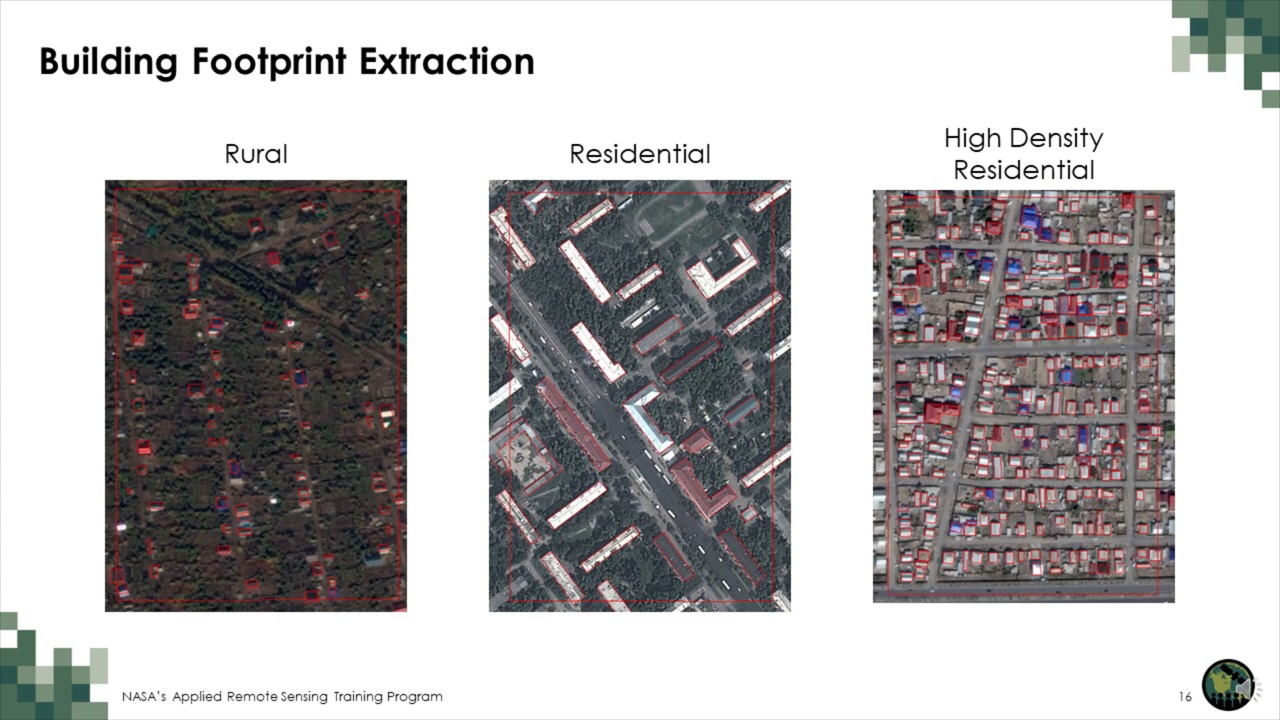 Building Footprint Extraction
Rural
Residential
High Density
Residential
NASA's Applied Remote Sensing Training Program
16